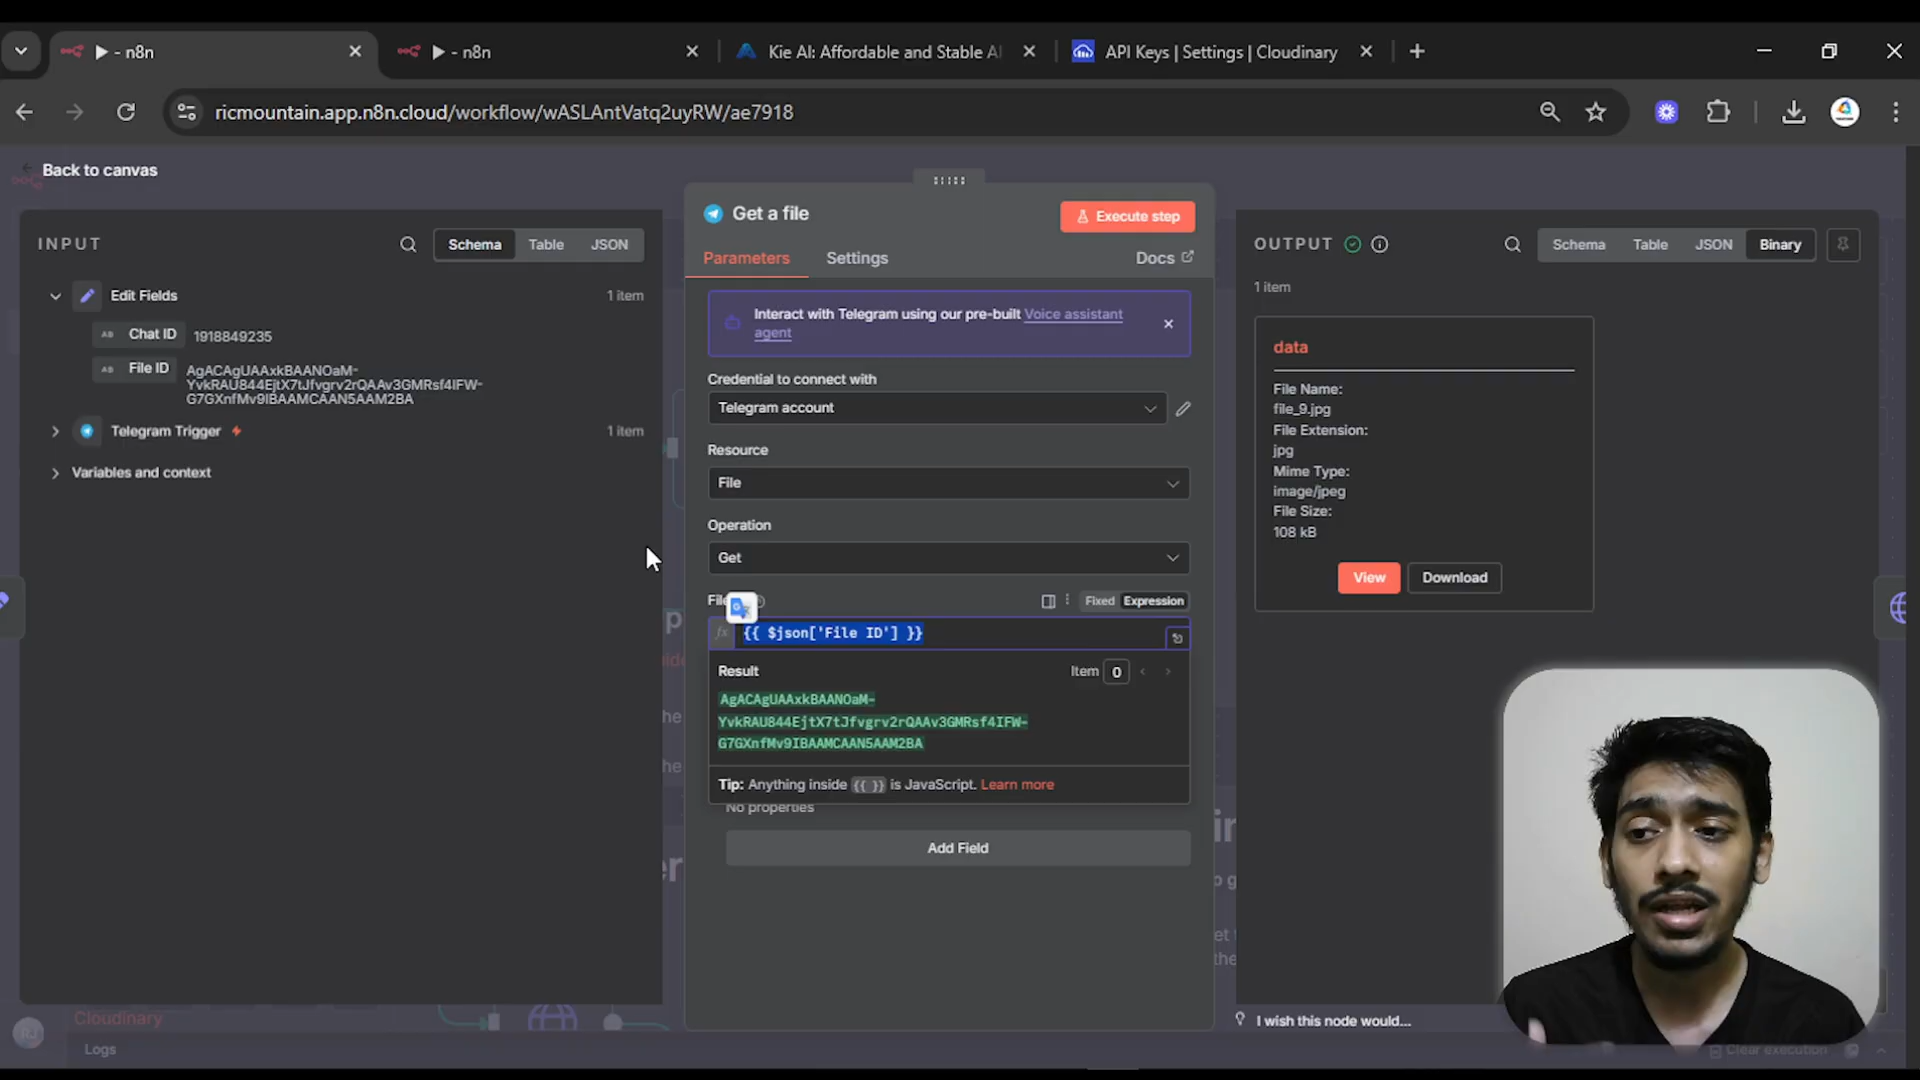 - n8n
- n8n
Kie AI: Affordable and Stable AI
API Keys | Settings | Cloudinary
ricmountain.app.n8n.cloud/workflow/wASLAntVatq2uyRW/ae7918
Back to canvas
INPUT
Schema
Table
JSON
Edit Fields
1 item
Chat ID
1918849235
File ID
AgACAgUAAxkBAANOaM-
YvkRAU844EjtX7tJfvgrv2rQAAv3GMRsf4IFW-
G7GXnfMv9IBAAMCAAN5AAM2BA
Telegram Trigger
1 item
Variables and context
Get a file
Execute step
Parameters
Settings
Docs
Interact with Telegram using our pre-built Voice assistant
agent
Credential to connect with
Telegram account
Resource
File
Operation
Get
File
Fixed
Expression
fx
{{ $json['File ID'] }}
Result
Item 0
AgACAgUAAxkBAANOaM-
YvkRAU844EjtX7tJfvgrv2rQAAv3GMRsf4IFW-
G7GXnfMv9IBAAMCAAN5AAM2BA
Tip: Anything inside {{ }} is JavaScript. Learn more
No properties
Add Field
OUTPUT
Schema
Table
JSON
Binary
1 item
data
File Name:
file_9.jpg
File Extension:
jpg
Mime Type:
image/jpeg
File Size:
108 kB
View
Download
I wish this node would...
Cloudinary
RJ
Logs
Clear execution